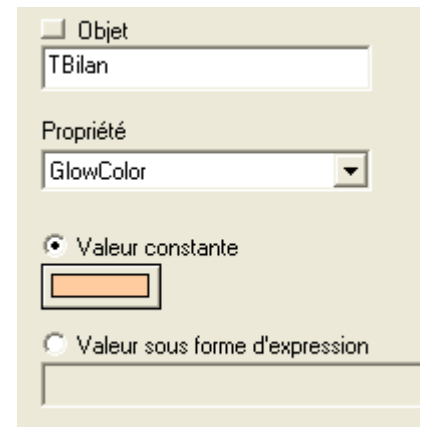 Objet
TBilan
Propriété
GlowColor
Valeur constante
Valeur sous forme d'expression